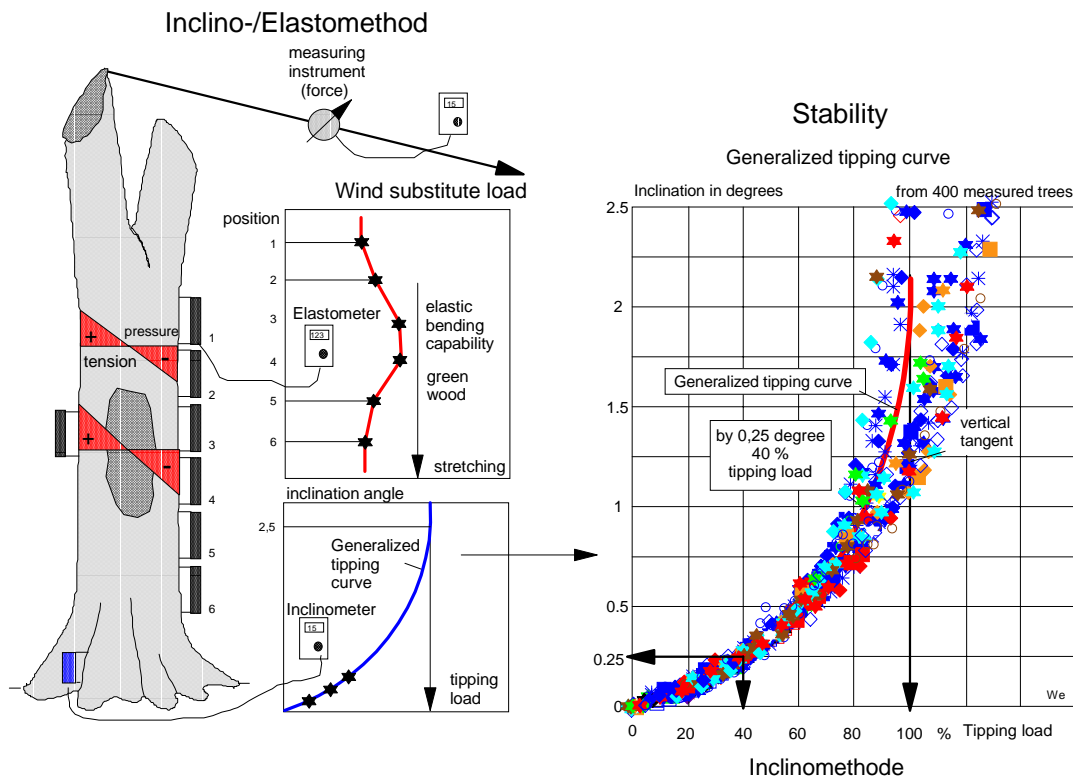 Inclino-/Elastomethod
measuring
instrument
(force)
15
Wind substitute load
position
1
2
3
4
5
6
elastic
bending
capability
green
wood
stretching
Elastometer
123
pressure
tension
+
-
+
-
1
2
3
4
5
6
inclination angle
2,5
Generalized
tipping
curve
Inclinometer
15
tipping
load
Stability
Generalized tipping curve
Inclination in degrees
from 400 measured trees
2.5
2
1.5
1
0.5
0.25
0
Generalized tipping curve
by 0,25 degree
40 %
tipping load
vertical
tangent
We
0 20 40 60 80 100 % Tipping load
Inclinomethode